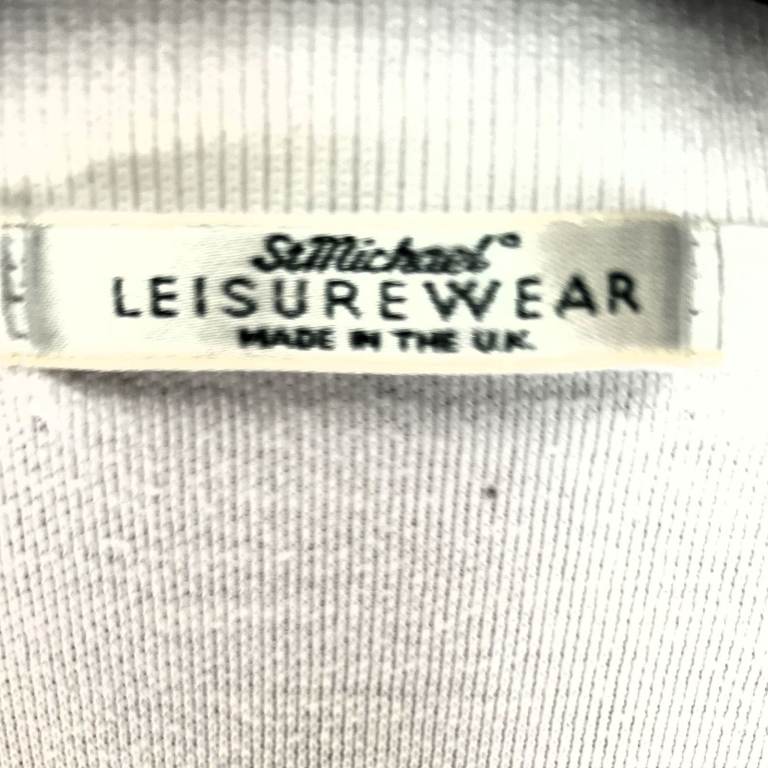 StMichael®
LEISUREWEAR
MADE IN THE U.K.